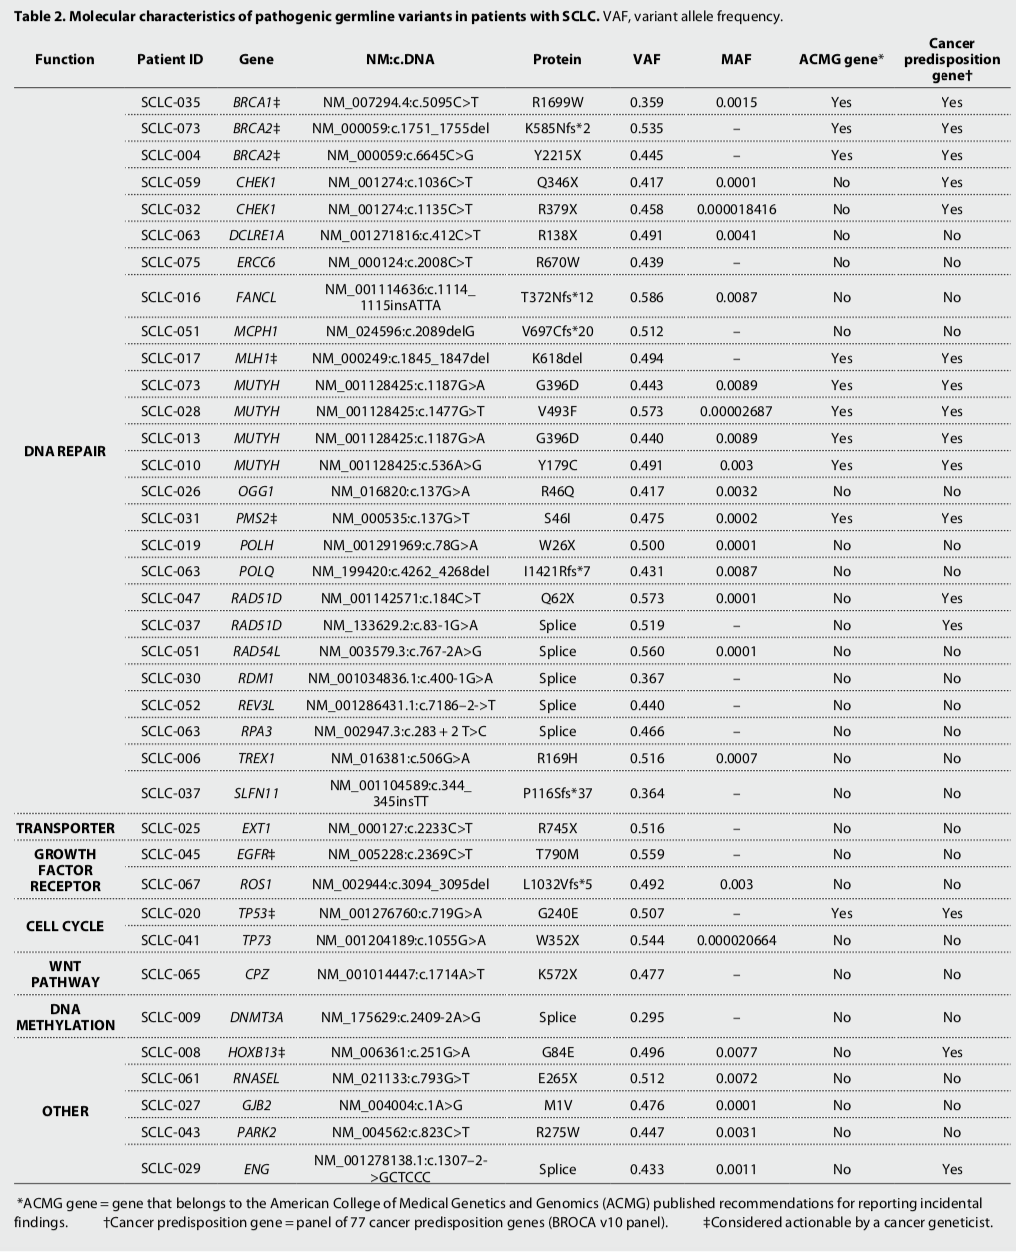 Table 2. Molecular characteristics of pathogenic germline variants in patients with SCLC. VAF, variant allele frequency.
Function Patient ID Gene NM:c.DNA Protein VAF MAF ACMG gene* Cancer predisposition gene†
DNA REPAIR
SCLC-035 BRCA1‡ NM_007294.4:c.5095C>T R1699W 0.359 0.0015 Yes Yes
SCLC-073 BRCA2‡ NM_000059:c.1751_1755del K585Nfs*2 0.535 – Yes Yes
SCLC-004 BRCA2‡ NM_000059:c.6645C>G Y2215X 0.445 – Yes Yes
SCLC-059 CHEK1 NM_001274:c.1036C>T Q346X 0.417 0.0001 No Yes
SCLC-032 CHEK1 NM_001274:c.1135C>T R379X 0.458 0.000018416 No Yes
SCLC-063 DCLRE1A NM_001271816:c.412C>T R138X 0.491 0.0041 No No
SCLC-075 ERCC6 NM_000124:c.2008C>T R670W 0.439 – No No
SCLC-016 FANCL NM_001114636:c.1114_
1115insATTA T372Nfs*12 0.586 0.0087 No No
SCLC-051 MCPH1 NM_024596:c.2089delG V697Cfs*20 0.512 – No No
SCLC-017 MLH1‡ NM_000249:c.1845_1847del K618del 0.494 – Yes Yes
SCLC-073 MUTYH NM_001128425:c.1187G>A G396D 0.443 0.0089 Yes Yes
SCLC-028 MUTYH NM_001128425:c.1477G>T V493F 0.573 0.00002687 Yes Yes
SCLC-013 MUTYH NM_001128425:c.1187G>A G396D 0.440 0.0089 Yes Yes
SCLC-010 MUTYH NM_001128425:c.536A>G Y179C 0.491 0.003 Yes Yes
SCLC-026 OGG1 NM_016820:c.137G>A R46Q 0.417 0.0032 No No
SCLC-031 PMS2‡ NM_000535:c.137G>T S46I 0.475 0.0002 Yes Yes
SCLC-019 POLH NM_001291969:c.78G>A W26X 0.500 0.0001 No No
SCLC-063 POLQ NM_199420:c.4262_4268del I1421Rfs*7 0.431 0.0087 No No
SCLC-047 RAD51D NM_001142571:c.184C>T Q62X 0.573 0.0001 No Yes
SCLC-037 RAD51D NM_133629.2:c.83-1G>A Splice 0.519 – No Yes
SCLC-051 RAD54L NM_003579.3:c.767-2A>G Splice 0.560 0.0001 No No
SCLC-030 RDM1 NM_001034836.1:c.400-1G>A Splice 0.367 – No No
SCLC-052 REV3L NM_001286431.1:c.7186–2->T Splice 0.440 – No No
SCLC-063 RPA3 NM_002947.3:c.283 + 2 T>C Splice 0.466 – No No
SCLC-006 TREX1 NM_016381:c.506G>A R169H 0.516 0.0007 No No
SCLC-037 SLFN11 NM_001104589:c.344_
345insTT P116Sfs*37 0.364 – No No
TRANSPORTER SCLC-025 EXT1 NM_000127:c.2233C>T R745X 0.516 – No No
GROWTH
FACTOR
RECEPTOR
SCLC-045 EGFR‡ NM_005228:c.2369C>T T790M 0.559 – No No
SCLC-067 ROS1 NM_002944:c.3094_3095del L1032Vfs*5 0.492 0.003 No No
CELL CYCLE
SCLC-020 TP53‡ NM_001276760:c.719G>A G240E 0.507 – Yes Yes
SCLC-041 TP73 NM_001204189:c.1055G>A W352X 0.544 0.000020664 No No
WNT
PATHWAY
SCLC-065 CPZ NM_001014447:c.1714A>T K572X 0.477 – No No
DNA
METHYLATION
SCLC-009 DNMT3A NM_175629:c.2409-2A>G Splice 0.295 – No No
OTHER
SCLC-008 HOXB13‡ NM_006361:c.251G>A G84E 0.496 0.0077 No Yes
SCLC-061 RNASEL NM_021133:c.793G>T E265X 0.512 0.0072 No No
SCLC-027 GJB2 NM_004004:c.1A>G M1V 0.476 0.0001 No No
SCLC-043 PARK2 NM_004562:c.823C>T R275W 0.447 0.0031 No No
SCLC-029 ENG NM_001278138.1:c.1307–2-
>GCTCCC Splice 0.433 0.0011 No Yes
*ACMG gene = gene that belongs to the American College of Medical Genetics and Genomics (ACMG) published recommendations for reporting incidental
findings. †Cancer predisposition gene = panel of 77 cancer predisposition genes (BROCA v10 panel). ‡Considered actionable by a cancer geneticist.